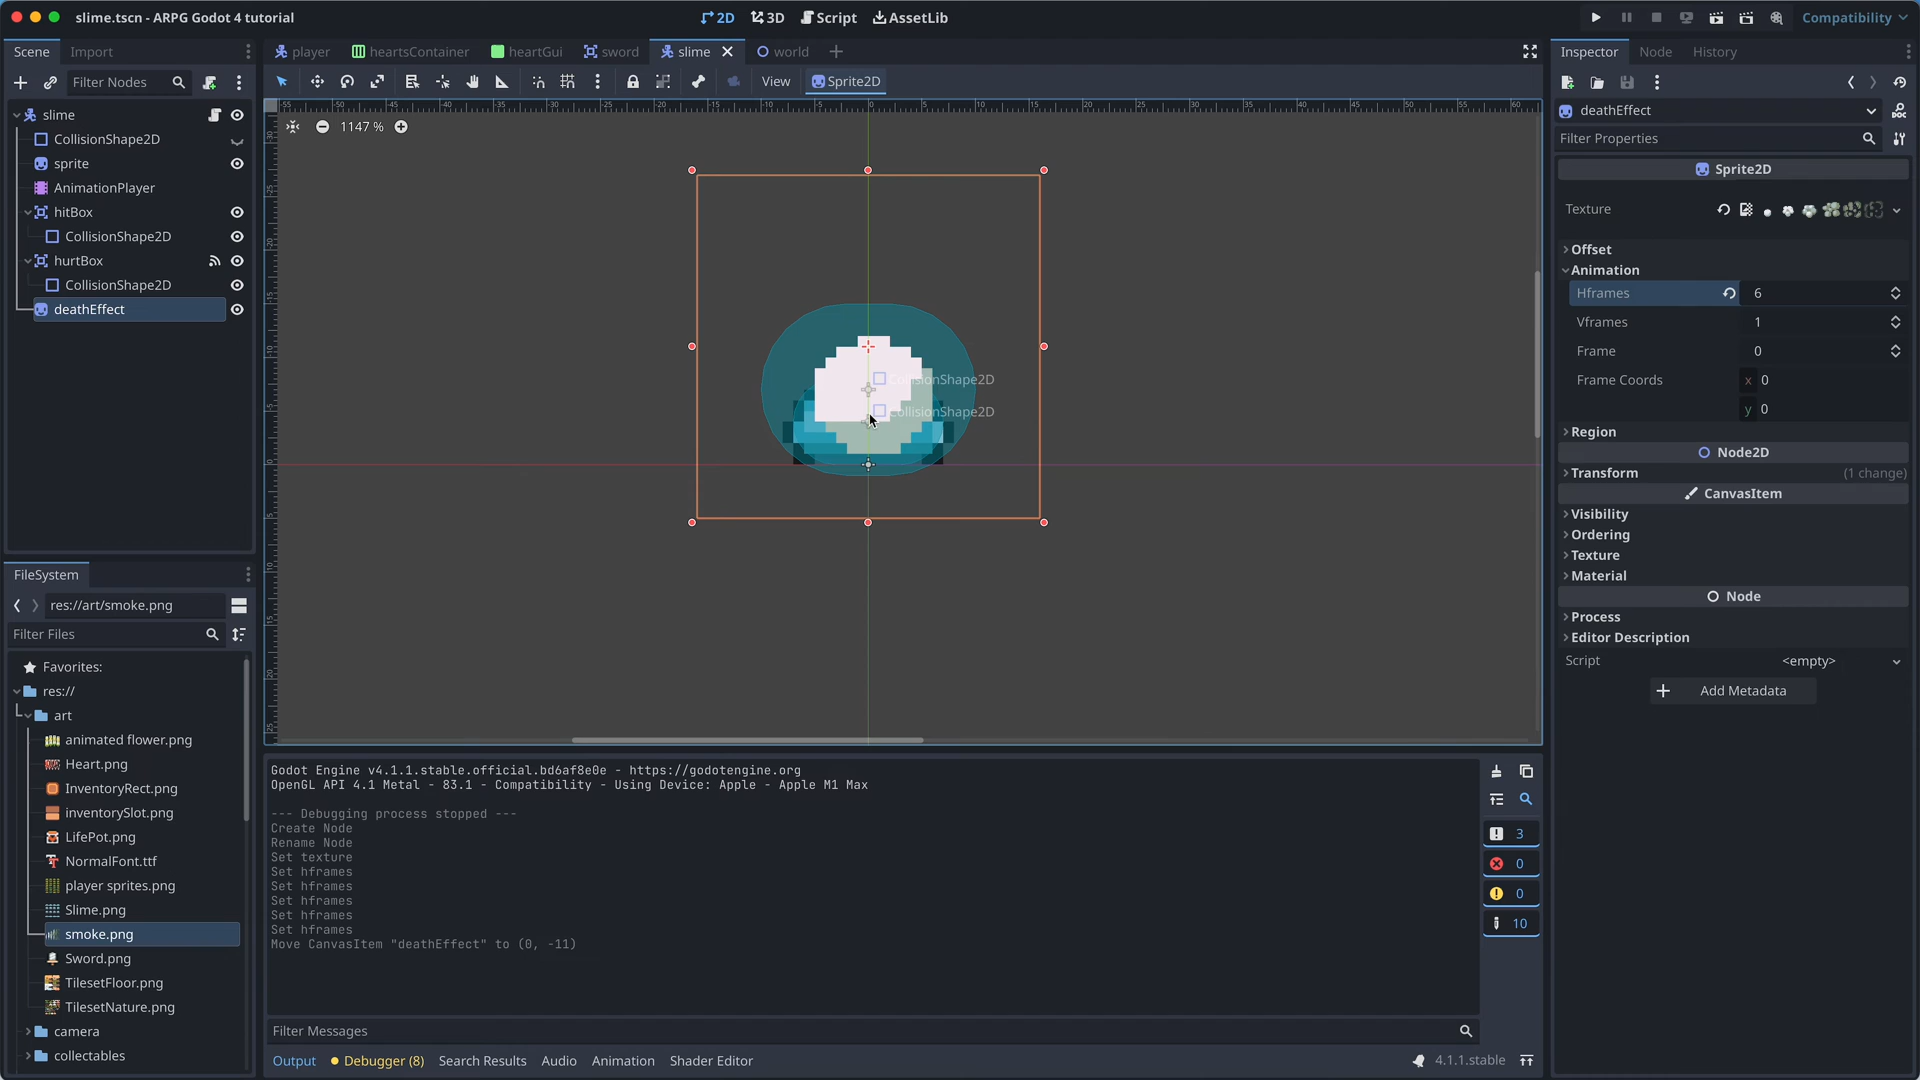 slime.tscn - ARPG Godot 4 tutorial
2D
3D
Script
AssetLib
Compatibility
Scene
Import
player
heartsContainer
heartGui
sword
slime
world
Inspector
Node
History
Filter Nodes
View
Sprite2D
deathEffect
Filter Properties
slime
CollisionShape2D
sprite
AnimationPlayer
hitBox
CollisionShape2D
hurtBox
CollisionShape2D
deathEffect
1147 %
CollisionShape2D
CollisionShape2D
Sprite2D
Texture
Offset
Animation
Hframes 6
Vframes 1
Frame 0
Frame Coords x 0
y 0
Region
Node2D
Transform (1 change)
CanvasItem
Visibility
Ordering
Texture
Material
Node
Process
Editor Description
Script <empty>
Add Metadata
FileSystem
res://art/smoke.png
Filter Files
Favorites:
res://
art
animated flower.png
Heart.png
InventoryRect.png
inventorySlot.png
LifePot.png
NormalFont.ttf
player sprites.png
Slime.png
smoke.png
Sword.png
TilesetFloor.png
TilesetNature.png
camera
collectables
Godot Engine v4.1.1.stable.official.bd6af8e0e - https://godotengine.org
OpenGL API 4.1 Metal - 83.1 - Compatibility - Using Device: Apple - Apple M1 Max
--- Debugging process stopped ---
Create Node
Rename Node
Set texture
Set hframes
Set hframes
Set hframes
Set hframes
Set hframes
Move CanvasItem "deathEffect" to (0, -11)
3
0
0
10
Filter Messages
Output
Debugger (8)
Search Results
Audio
Animation
Shader Editor
4.1.1.stable